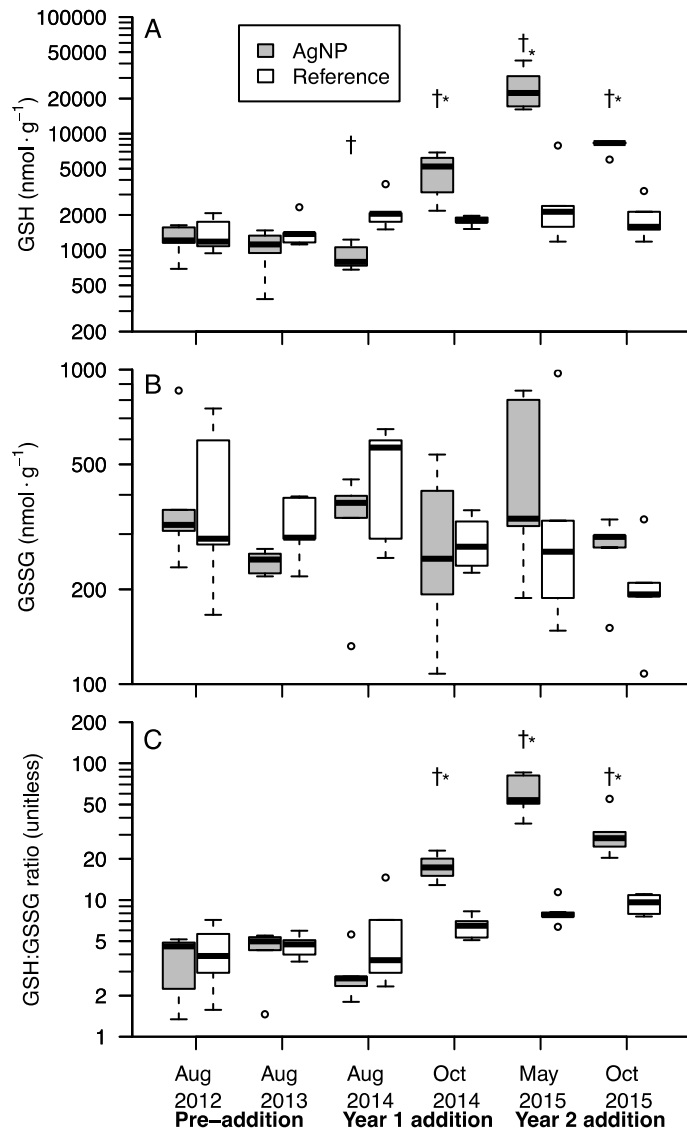 A
AgNP
Reference
GSH (nmol · g⁻¹)
100000
20000
10000
5000
2000
1000
500
200
†*
†*
†*
†
B
GSSG (nmol · g⁻¹)
1000
500
200
100
C
GSH:GSSG ratio (unitless)
200
100
50
20
10
5
2
1
†*
†*
†*
Aug 2012
Aug 2013
Aug 2014
Oct 2014
May 2015
Oct 2015
Pre–addition
Year 1 addition
Year 2 addition